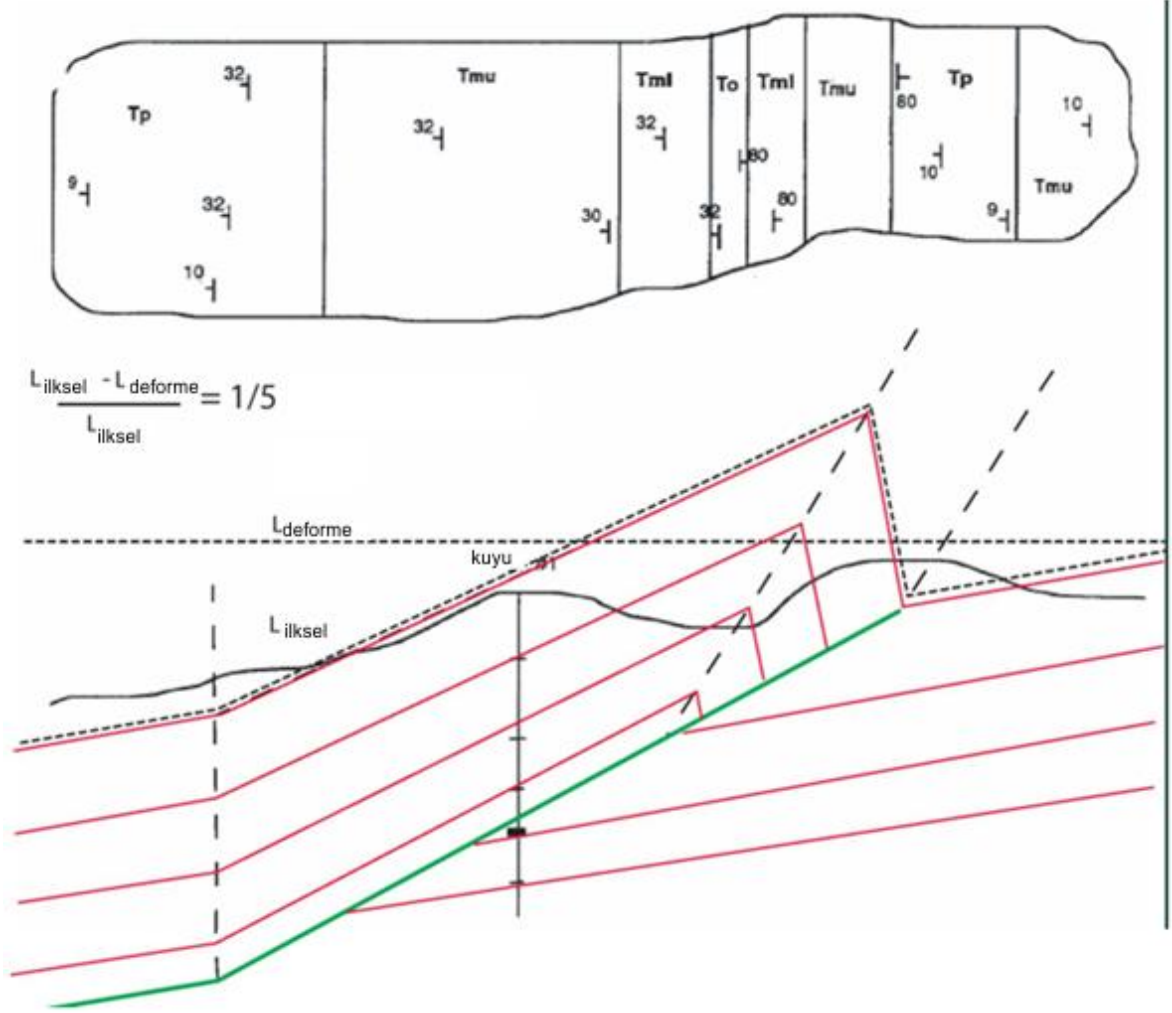 32 Tmu Tml To Tml Tmu Tp 10
Tp 80
32 32
80 10
9 Tmu
32 30 32 80 9
10
L ilksel - L deforme = 1/5
L ilksel
L deforme
kuyu
L ilksel